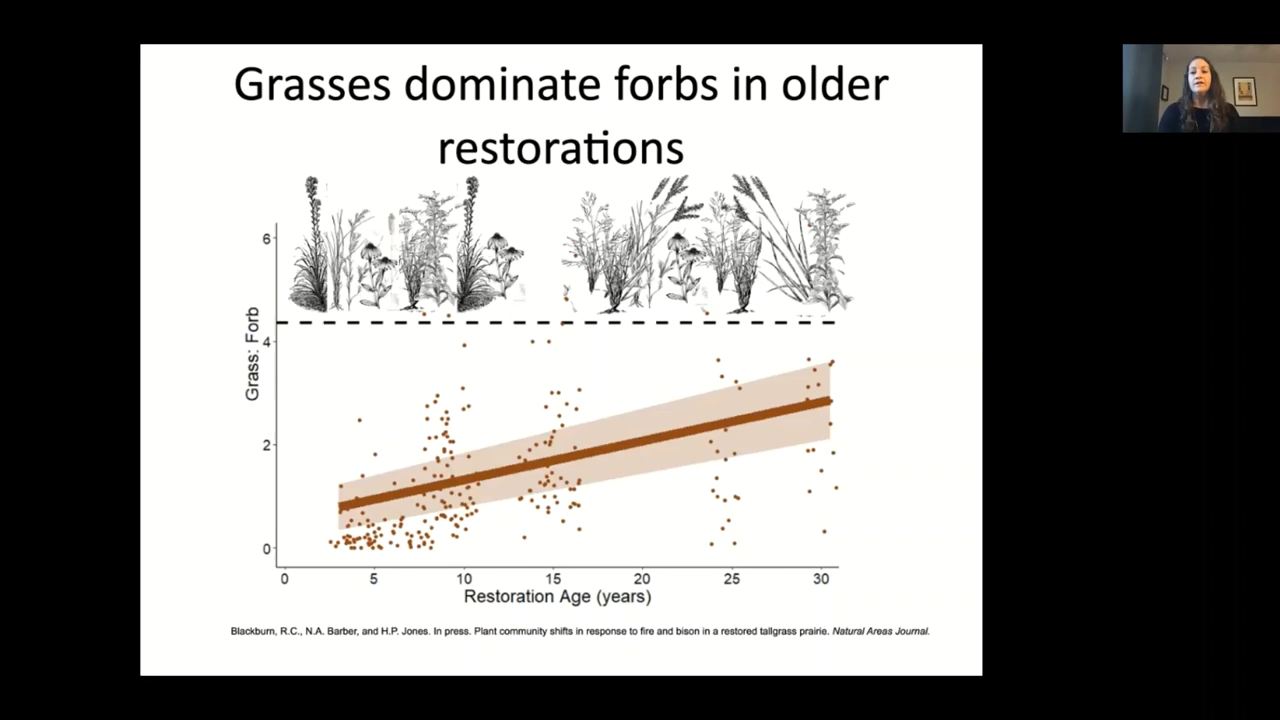 Grasses dominate forbs in older
restorations
6
4
2
0
Grass: Forb
0 5 10 15 20 25 30
Restoration Age (years)
Blackburn, R.C., N.A. Barber, and H.P. Jones. In press. Plant community shifts in response to fire and bison in a restored tallgrass prairie. Natural Areas Journal.